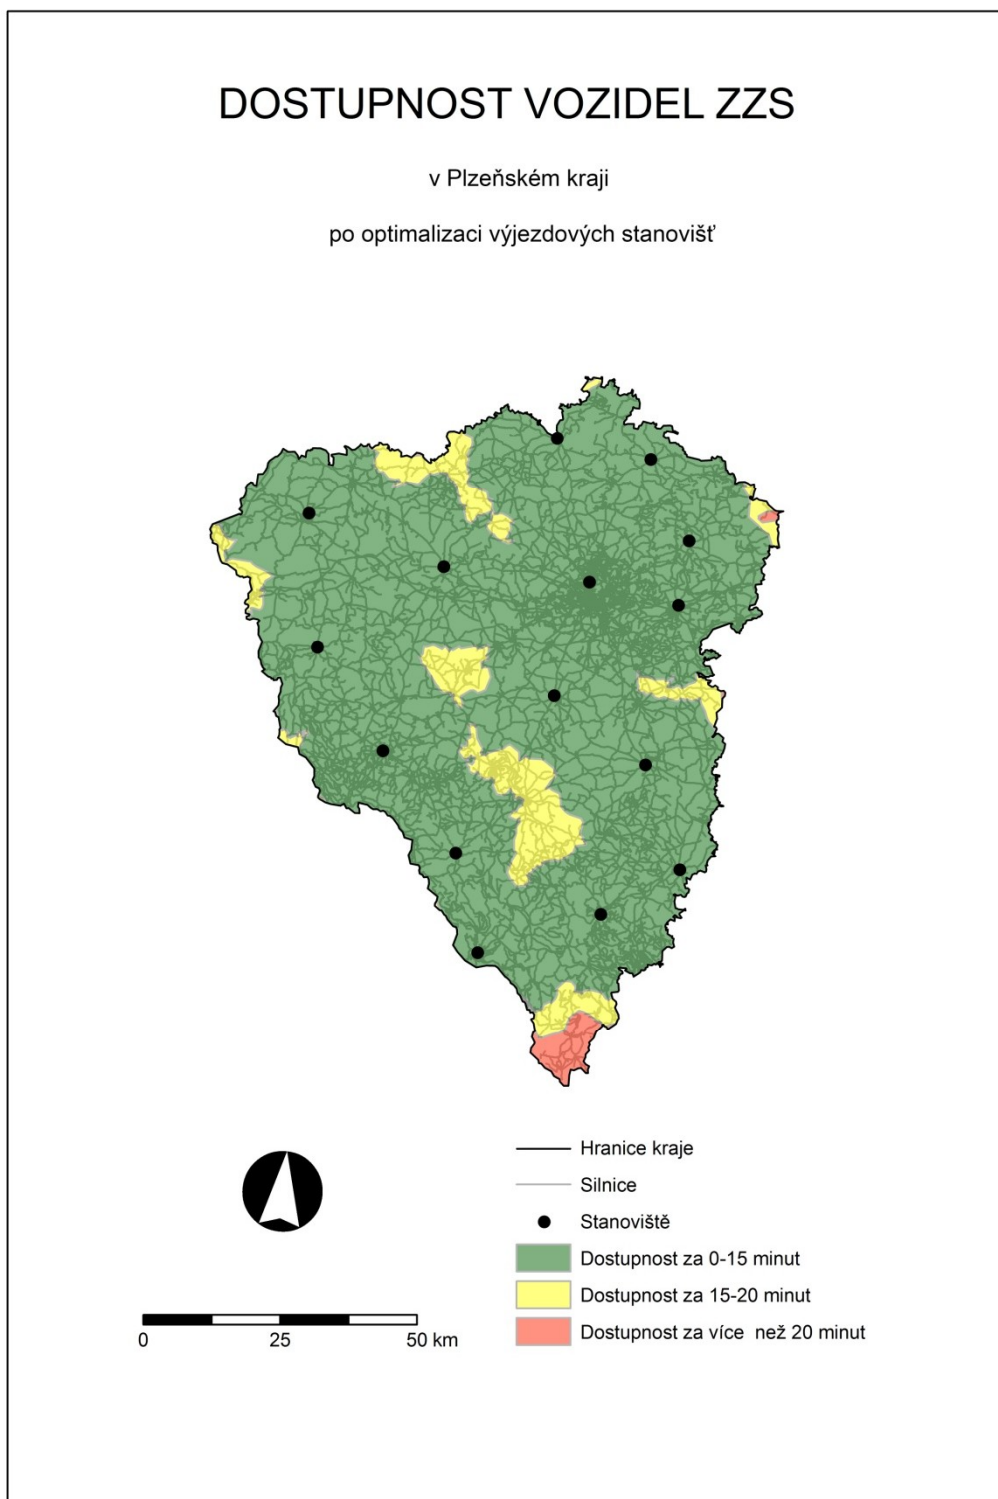 DOSTUPNOST VOZIDEL ZZS
v Plzeňském kraji
po optimalizaci výjezdových stanovišť
Hranice kraje
Silnice
Stanoviště
Dostupnost za 0-15 minut
Dostupnost za 15-20 minut
Dostupnost za více  než 20 minut
0 25 50 km